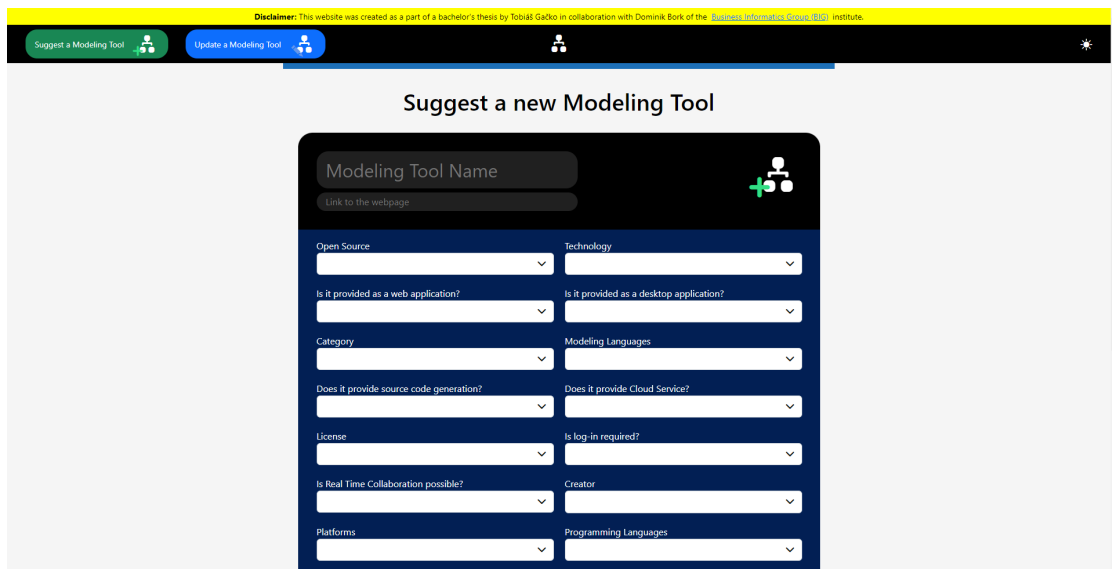 Disclaimer: This website was created as a part of a bachelor's thesis by Tobiáš Gačko in collaboration with Dominik Bork of the Business Informatics Group (BIG) institute.
Suggest a Modeling Tool
Update a Modeling Tool
Suggest a new Modeling Tool
Modeling Tool Name
Link to the webpage
Open Source
Technology
Is it provided as a web application?
Is it provided as a desktop application?
Category
Modeling Languages
Does it provide source code generation?
Does it provide Cloud Service?
License
Is log-in required?
Is Real Time Collaboration possible?
Creator
Platforms
Programming Languages